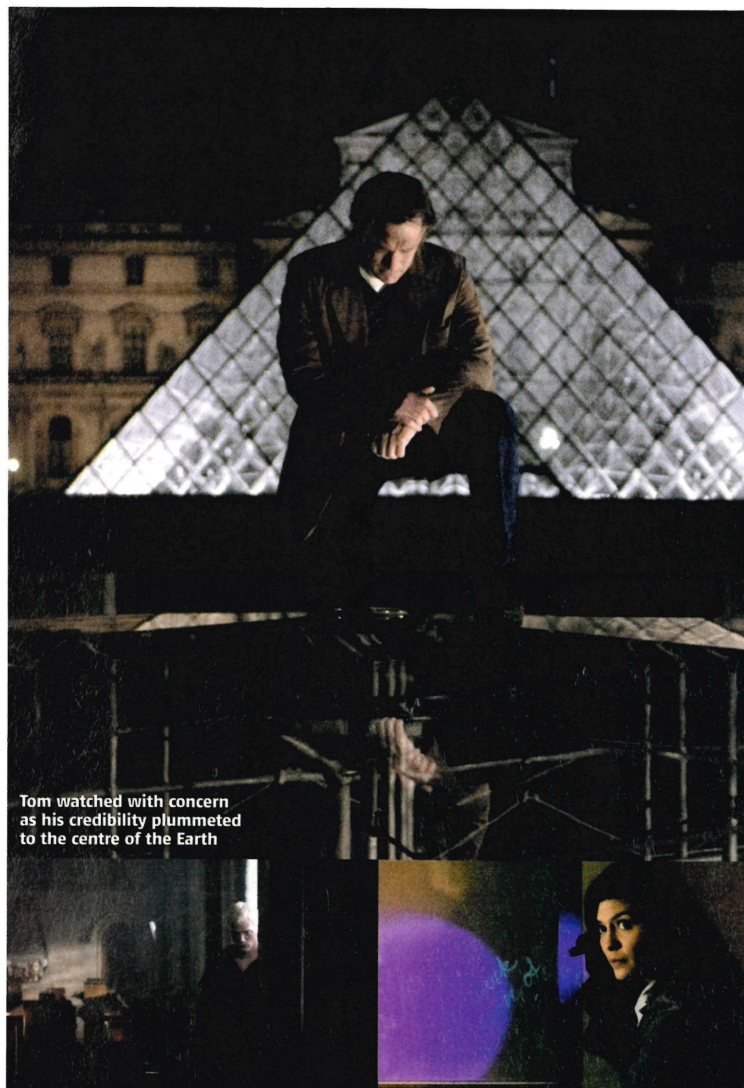 Tom watched with concern
as his credibility plummeted
to the centre of the Earth